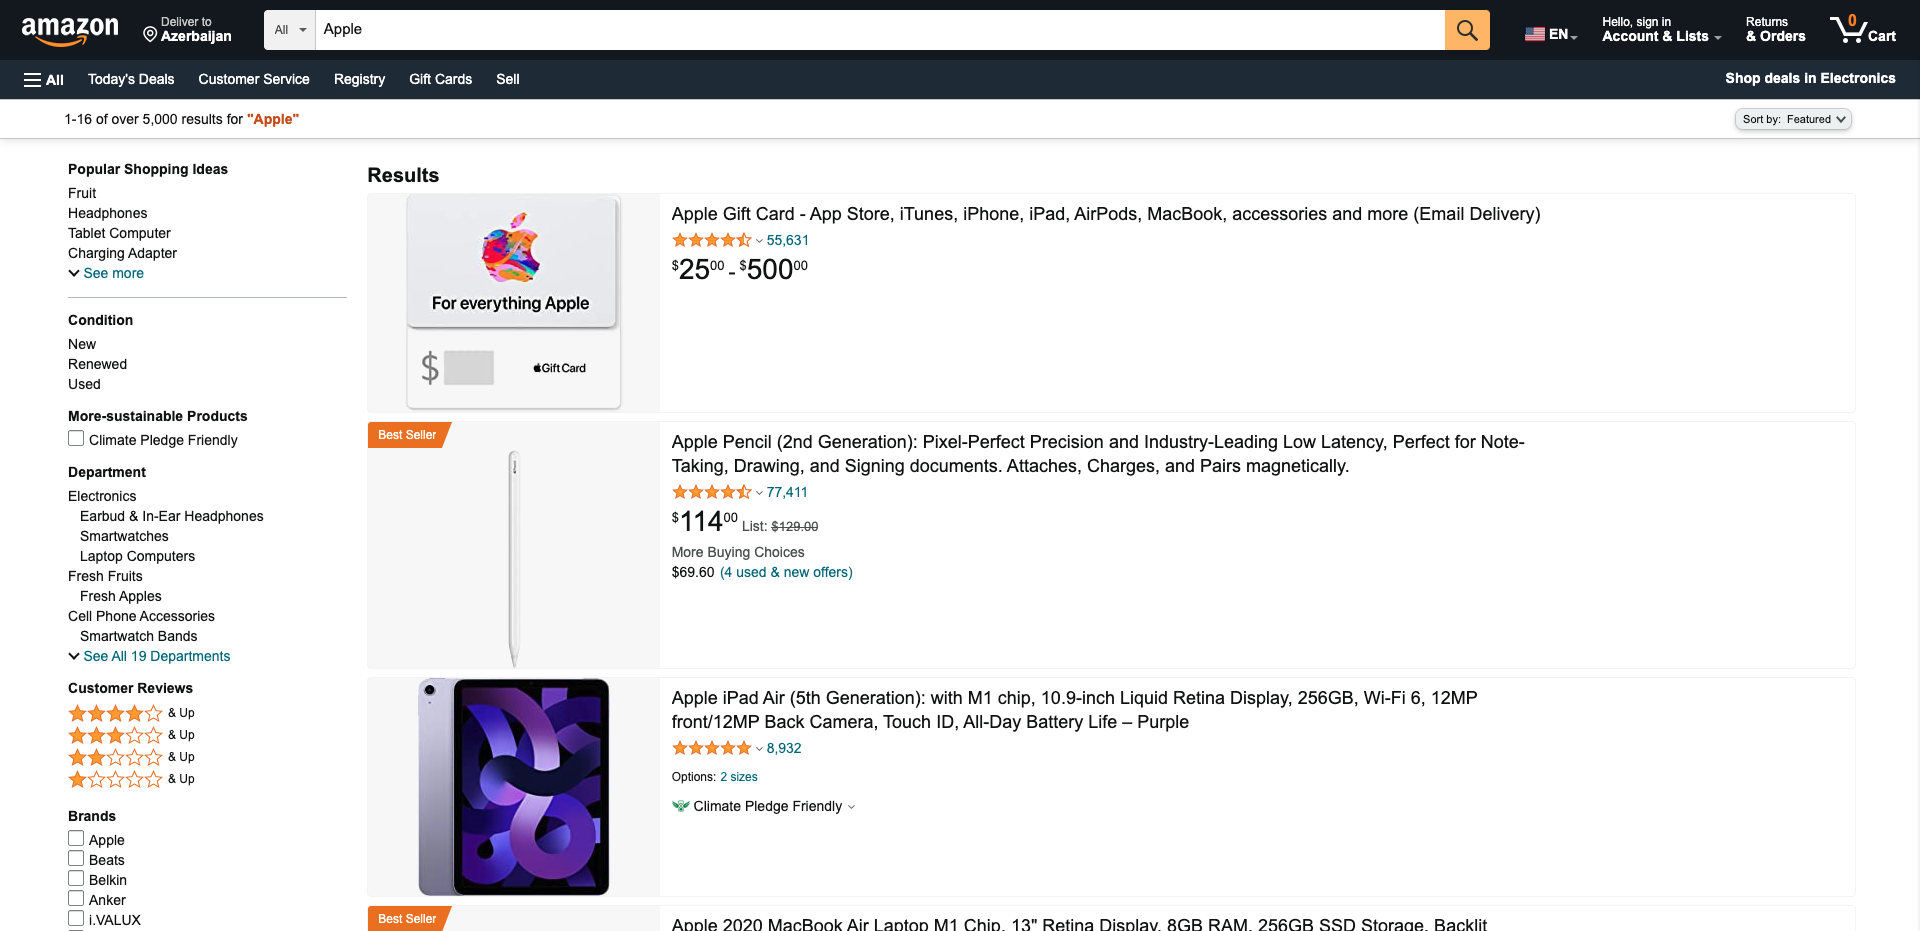 amazon
Deliver to
Azerbaijan
All
Apple
EN
Hello, sign in
Account & Lists
Returns
& Orders
0
Cart
All
Today's Deals
Customer Service
Registry
Gift Cards
Sell
Shop deals in Electronics
1-16 of over 5,000 results for "Apple"
Sort by: Featured
Popular Shopping Ideas
Fruit
Headphones
Tablet Computer
Charging Adapter
See more
Condition
New
Renewed
Used
More-sustainable Products
Climate Pledge Friendly
Department
Electronics
Earbud & In-Ear Headphones
Smartwatches
Laptop Computers
Fresh Fruits
Fresh Apples
Cell Phone Accessories
Smartwatch Bands
See All 19 Departments
Customer Reviews
& Up
& Up
& Up
& Up
Brands
Apple
Beats
Belkin
Anker
i.VALUX
Results
For everything Apple
$
Gift Card
Apple Gift Card - App Store, iTunes, iPhone, iPad, AirPods, MacBook, accessories and more (Email Delivery)
55,631
$2500 - $50000
Best Seller
Apple Pencil (2nd Generation): Pixel-Perfect Precision and Industry-Leading Low Latency, Perfect for Note-
Taking, Drawing, and Signing documents. Attaches, Charges, and Pairs magnetically.
77,411
$11400 List: $129.00
More Buying Choices
$69.60 (4 used & new offers)
Apple iPad Air (5th Generation): with M1 chip, 10.9-inch Liquid Retina Display, 256GB, Wi-Fi 6, 12MP
front/12MP Back Camera, Touch ID, All-Day Battery Life – Purple
8,932
Options: 2 sizes
Climate Pledge Friendly
Best Seller
Apple 2020 MacBook Air Laptop M1 Chip, 13" Retina Display, 8GB RAM, 256GB SSD Storage, Backlit